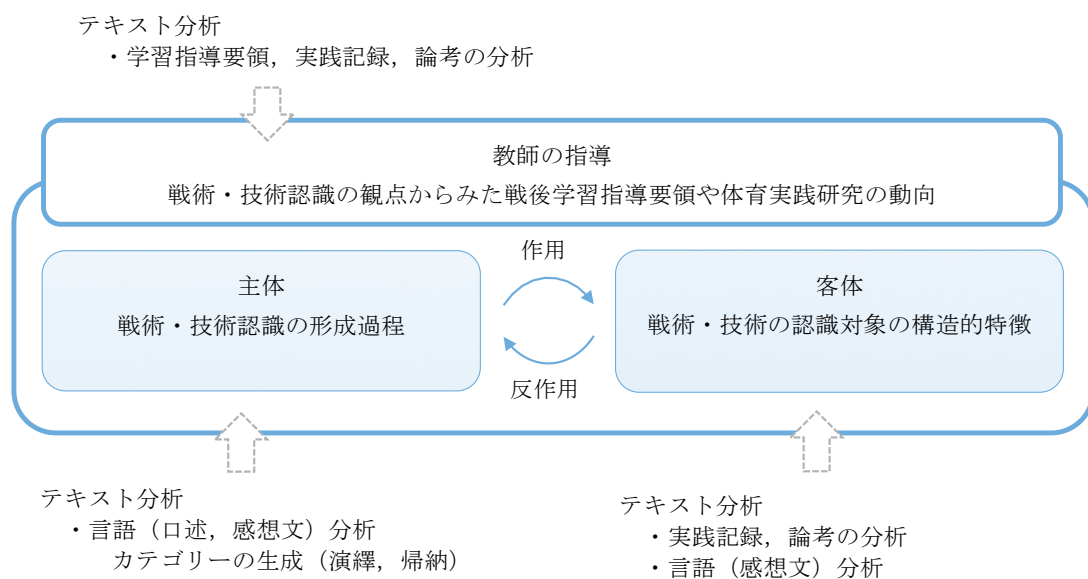 テキスト分析
・学習指導要領，実践記録，論考の分析
教師の指導
戦術・技術認識の観点からみた戦後学習指導要領や体育実践研究の動向
作用
主体
戦術・技術認識の形成過程
客体
戦術・技術の認識対象の構造的特徴
反作用
テキスト分析
・言語（口述，感想文）分析
カテゴリーの生成（演繹，帰納）
テキスト分析
・実践記録，論考の分析
・言語（感想文）分析